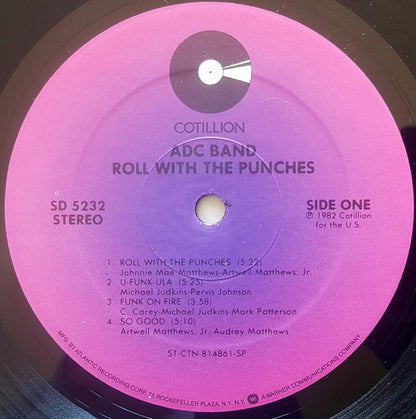 COTILLION
ADC BAND
ROLL WITH THE PUNCHES
SD 5232
STEREO
SIDE ONE
℗ 1982 Cotillion
for the U.S.
1. ROLL WITH THE PUNCHES (5:22)
Johnnie Mae Matthews-Artwell Matthews, Jr.
2. U-FUNK-ULA (5:25)
Michael Judkins-Pervis Johnson
3. FUNK ON FIRE (3:58)
C. Carey-Michael Judkins-Mark Patterson
4. SO GOOD (5:10)
Artwell Matthews, Jr.-Audrey Matthews
ST-CTN-814861-SP
MFG. BY ATLANTIC RECORDING CORP., 75 ROCKEFELLER PLAZA, N.Y. N.Y. W A WARNER COMMUNICATIONS COMPANY